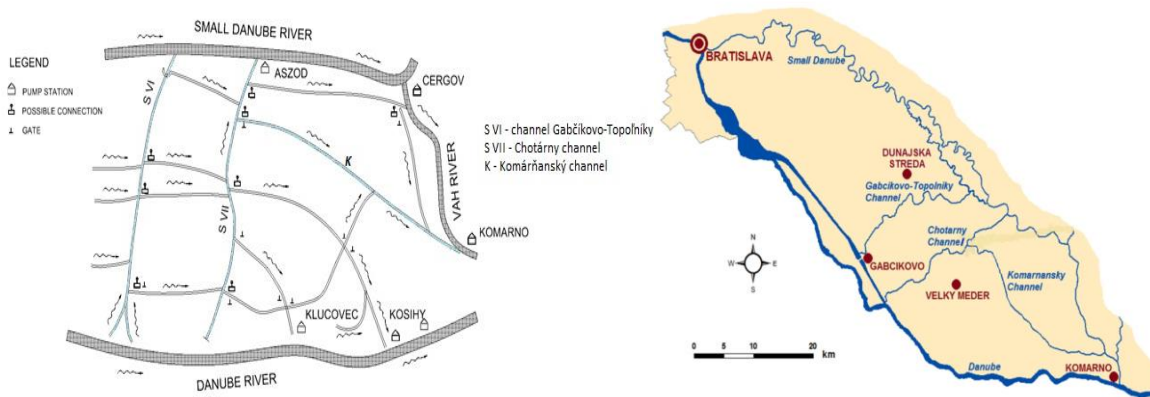 SMALL DANUBE RIVER
LEGEND
PUMP STATION
POSSIBLE CONNECTION
GATE
S VI
ASZOD
CERGOV
K
VAH RIVER
S VII
KOMARNO
KLUCOVEC
KOSIHY
DANUBE RIVER
S VI - channel Gabčíkovo-Topoľníky
S VII - Chotárny channel
K - Komárňanský channel
BRATISLAVA
Small Danube
DUNAJSKA
STREDA
Gabcikovo-Topolniky
Channel
Chotarny
Channel
GABCIKOVO
VELKY MEDER
Komarnansky
Channel
N
W
E
S
0 5 10 20
km
Danube
KOMARNO